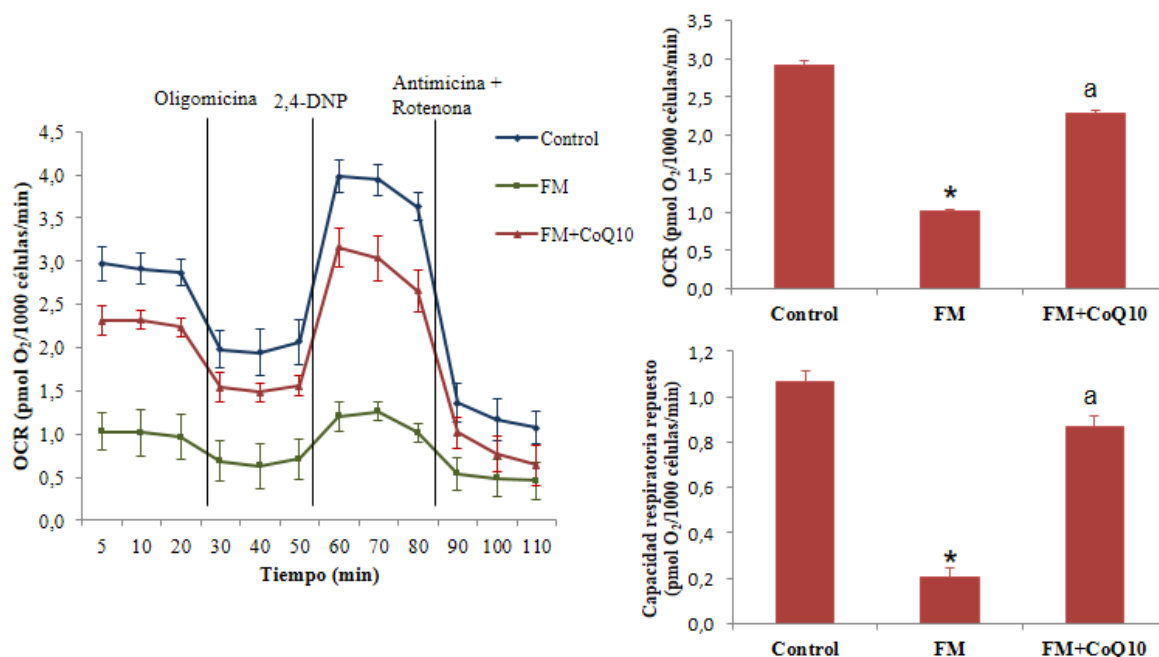 Oligomicina
2,4-DNP
Antimicina +
Rotenona
OCR (pmol O₂/1000 células/min)
4,5
4,0
3,5
3,0
2,5
2,0
1,5
1,0
0,5
0,0
5 10 20 30 40 50 60 70 80 90 100 110
Tiempo (min)
Control
FM
FM+CoQ10
OCR (pmol O₂/1000 células/min)
3,5
3,0
2,5
2,0
1,5
1,0
0,5
0,0
*
a
Control FM FM+CoQ10
Capacidad respiratoria repuesto
(pmol O₂/1000 células/min)
1,2
1,0
0,8
0,6
0,4
0,2
0,0
*
a
Control FM FM+CoQ10